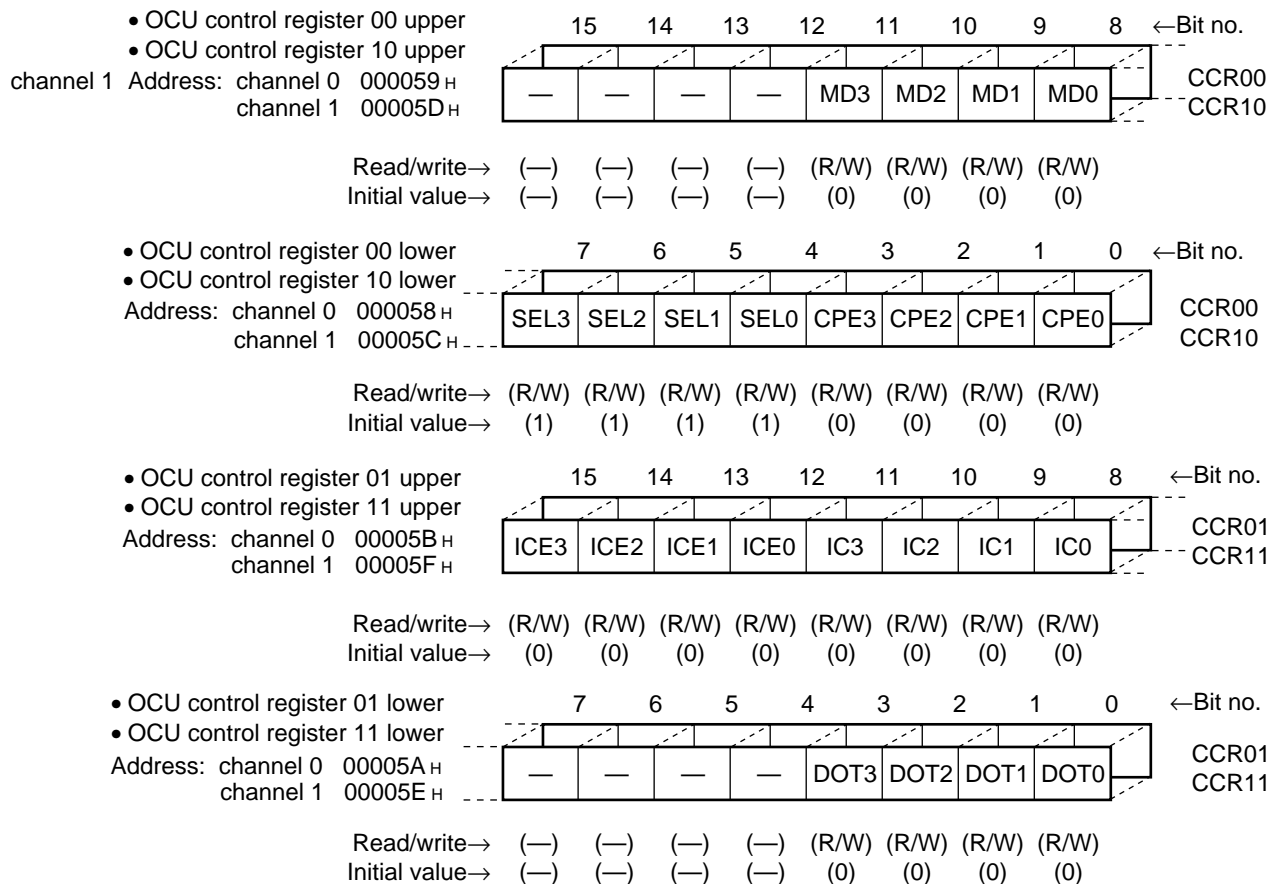 • OCU control register 00 upper
• OCU control register 10 upper
15 14 13 12 11 10 9 8 ←Bit no.
channel 1 Address: channel 0 000059 H
channel 1 00005D H
— — — — MD3 MD2 MD1 MD0
CCR00
CCR10
Read/write→ (—) (—) (—) (—) (R/W) (R/W) (R/W) (R/W)
Initial value→ (—) (—) (—) (—) (0) (0) (0) (0)
• OCU control register 00 lower
• OCU control register 10 lower
7 6 5 4 3 2 1 0 ←Bit no.
Address: channel 0 000058 H
channel 1 00005C H
SEL3 SEL2 SEL1 SEL0 CPE3 CPE2 CPE1 CPE0
CCR00
CCR10
Read/write→ (R/W) (R/W) (R/W) (R/W) (R/W) (R/W) (R/W) (R/W)
Initial value→ (1) (1) (1) (1) (0) (0) (0) (0)
• OCU control register 01 upper
• OCU control register 11 upper
15 14 13 12 11 10 9 8 ←Bit no.
Address: channel 0 00005B H
channel 1 00005F H
ICE3 ICE2 ICE1 ICE0 IC3 IC2 IC1 IC0
CCR01
CCR11
Read/write→ (R/W) (R/W) (R/W) (R/W) (R/W) (R/W) (R/W) (R/W)
Initial value→ (0) (0) (0) (0) (0) (0) (0) (0)
• OCU control register 01 lower
• OCU control register 11 lower
7 6 5 4 3 2 1 0 ←Bit no.
Address: channel 0 00005A H
channel 1 00005E H
— — — — DOT3 DOT2 DOT1 DOT0
CCR01
CCR11
Read/write→ (—) (—) (—) (—) (R/W) (R/W) (R/W) (R/W)
Initial value→ (—) (—) (—) (—) (0) (0) (0) (0)